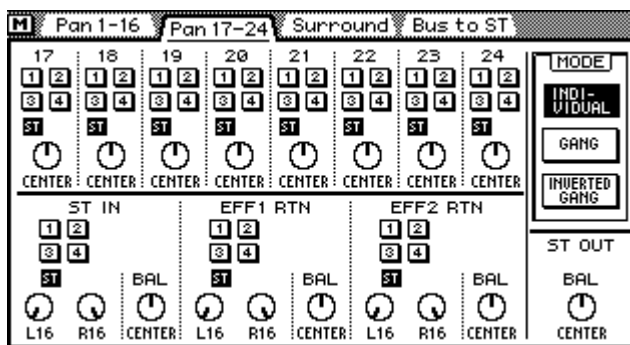 M Pan 1-16 Pan 17-24 Surround Bus to ST
17 18 19 20 21 22 23 24 MODE
1 2 1 2 1 2 1 2 1 2 1 2 1 2 1 2
3 4 3 4 3 4 3 4 3 4 3 4 3 4 3 4 INDI-
VIDUAL
ST ST ST ST ST ST ST ST
GANG
CENTER CENTER CENTER CENTER CENTER CENTER CENTER CENTER
INVERTED
GANG
ST IN EFF1 RTN EFF2 RTN
1 2 1 2 1 2
3 4 3 4 3 4 ST OUT
ST BAL ST BAL ST BAL BAL
L16 R16 CENTER L16 R16 CENTER L16 R16 CENTER CENTER